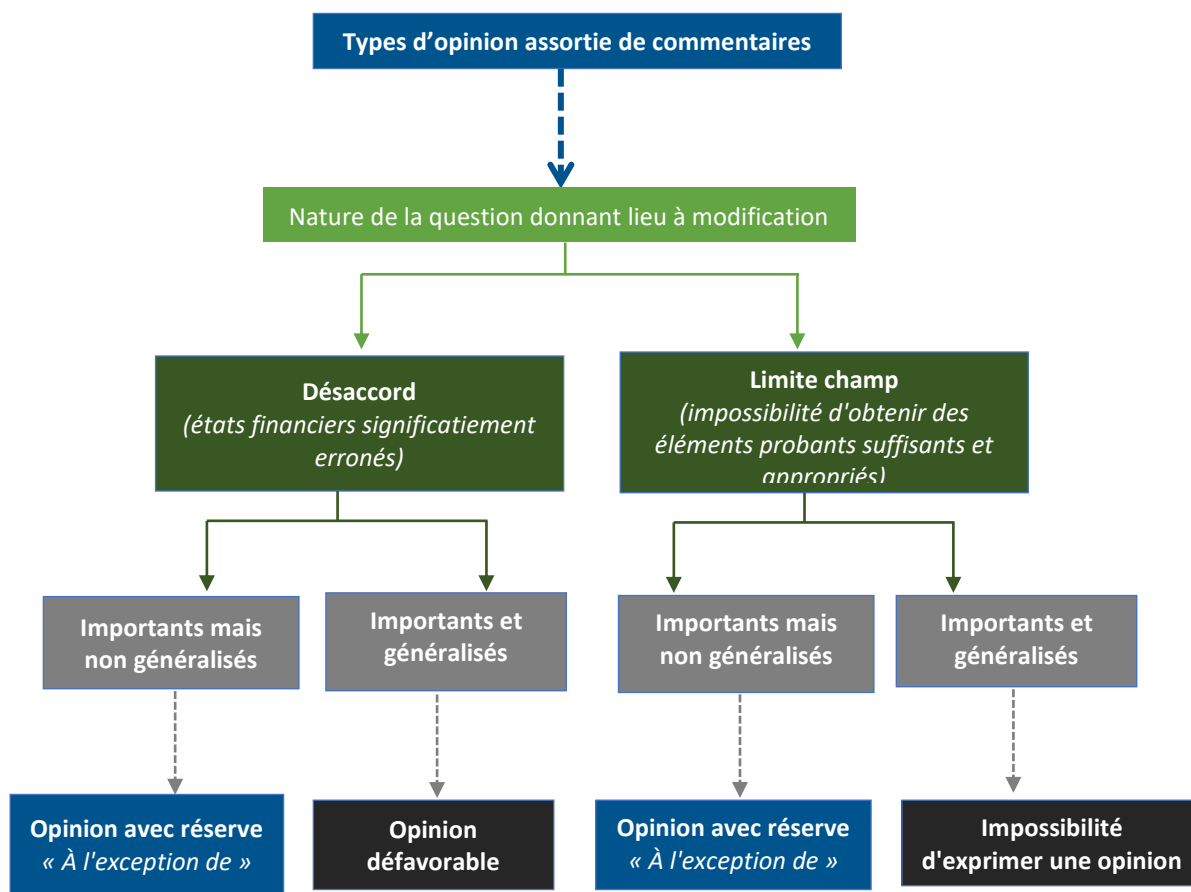 Types d’opinion assortie de commentaires
Nature de la question donnant lieu à modification
Désaccord
(états financiers significatiement
erronés)
Limite champ
(impossibilité d'obtenir des
éléments probants suffisants et
appropriés)
Importants mais
non généralisés
Importants et
généralisés
Importants mais
non généralisés
Importants et
généralisés
Opinion avec réserve
« À l'exception de »
Opinion
défavorable
Opinion avec réserve
« À l'exception de »
Impossibilité
d'exprimer une opinion